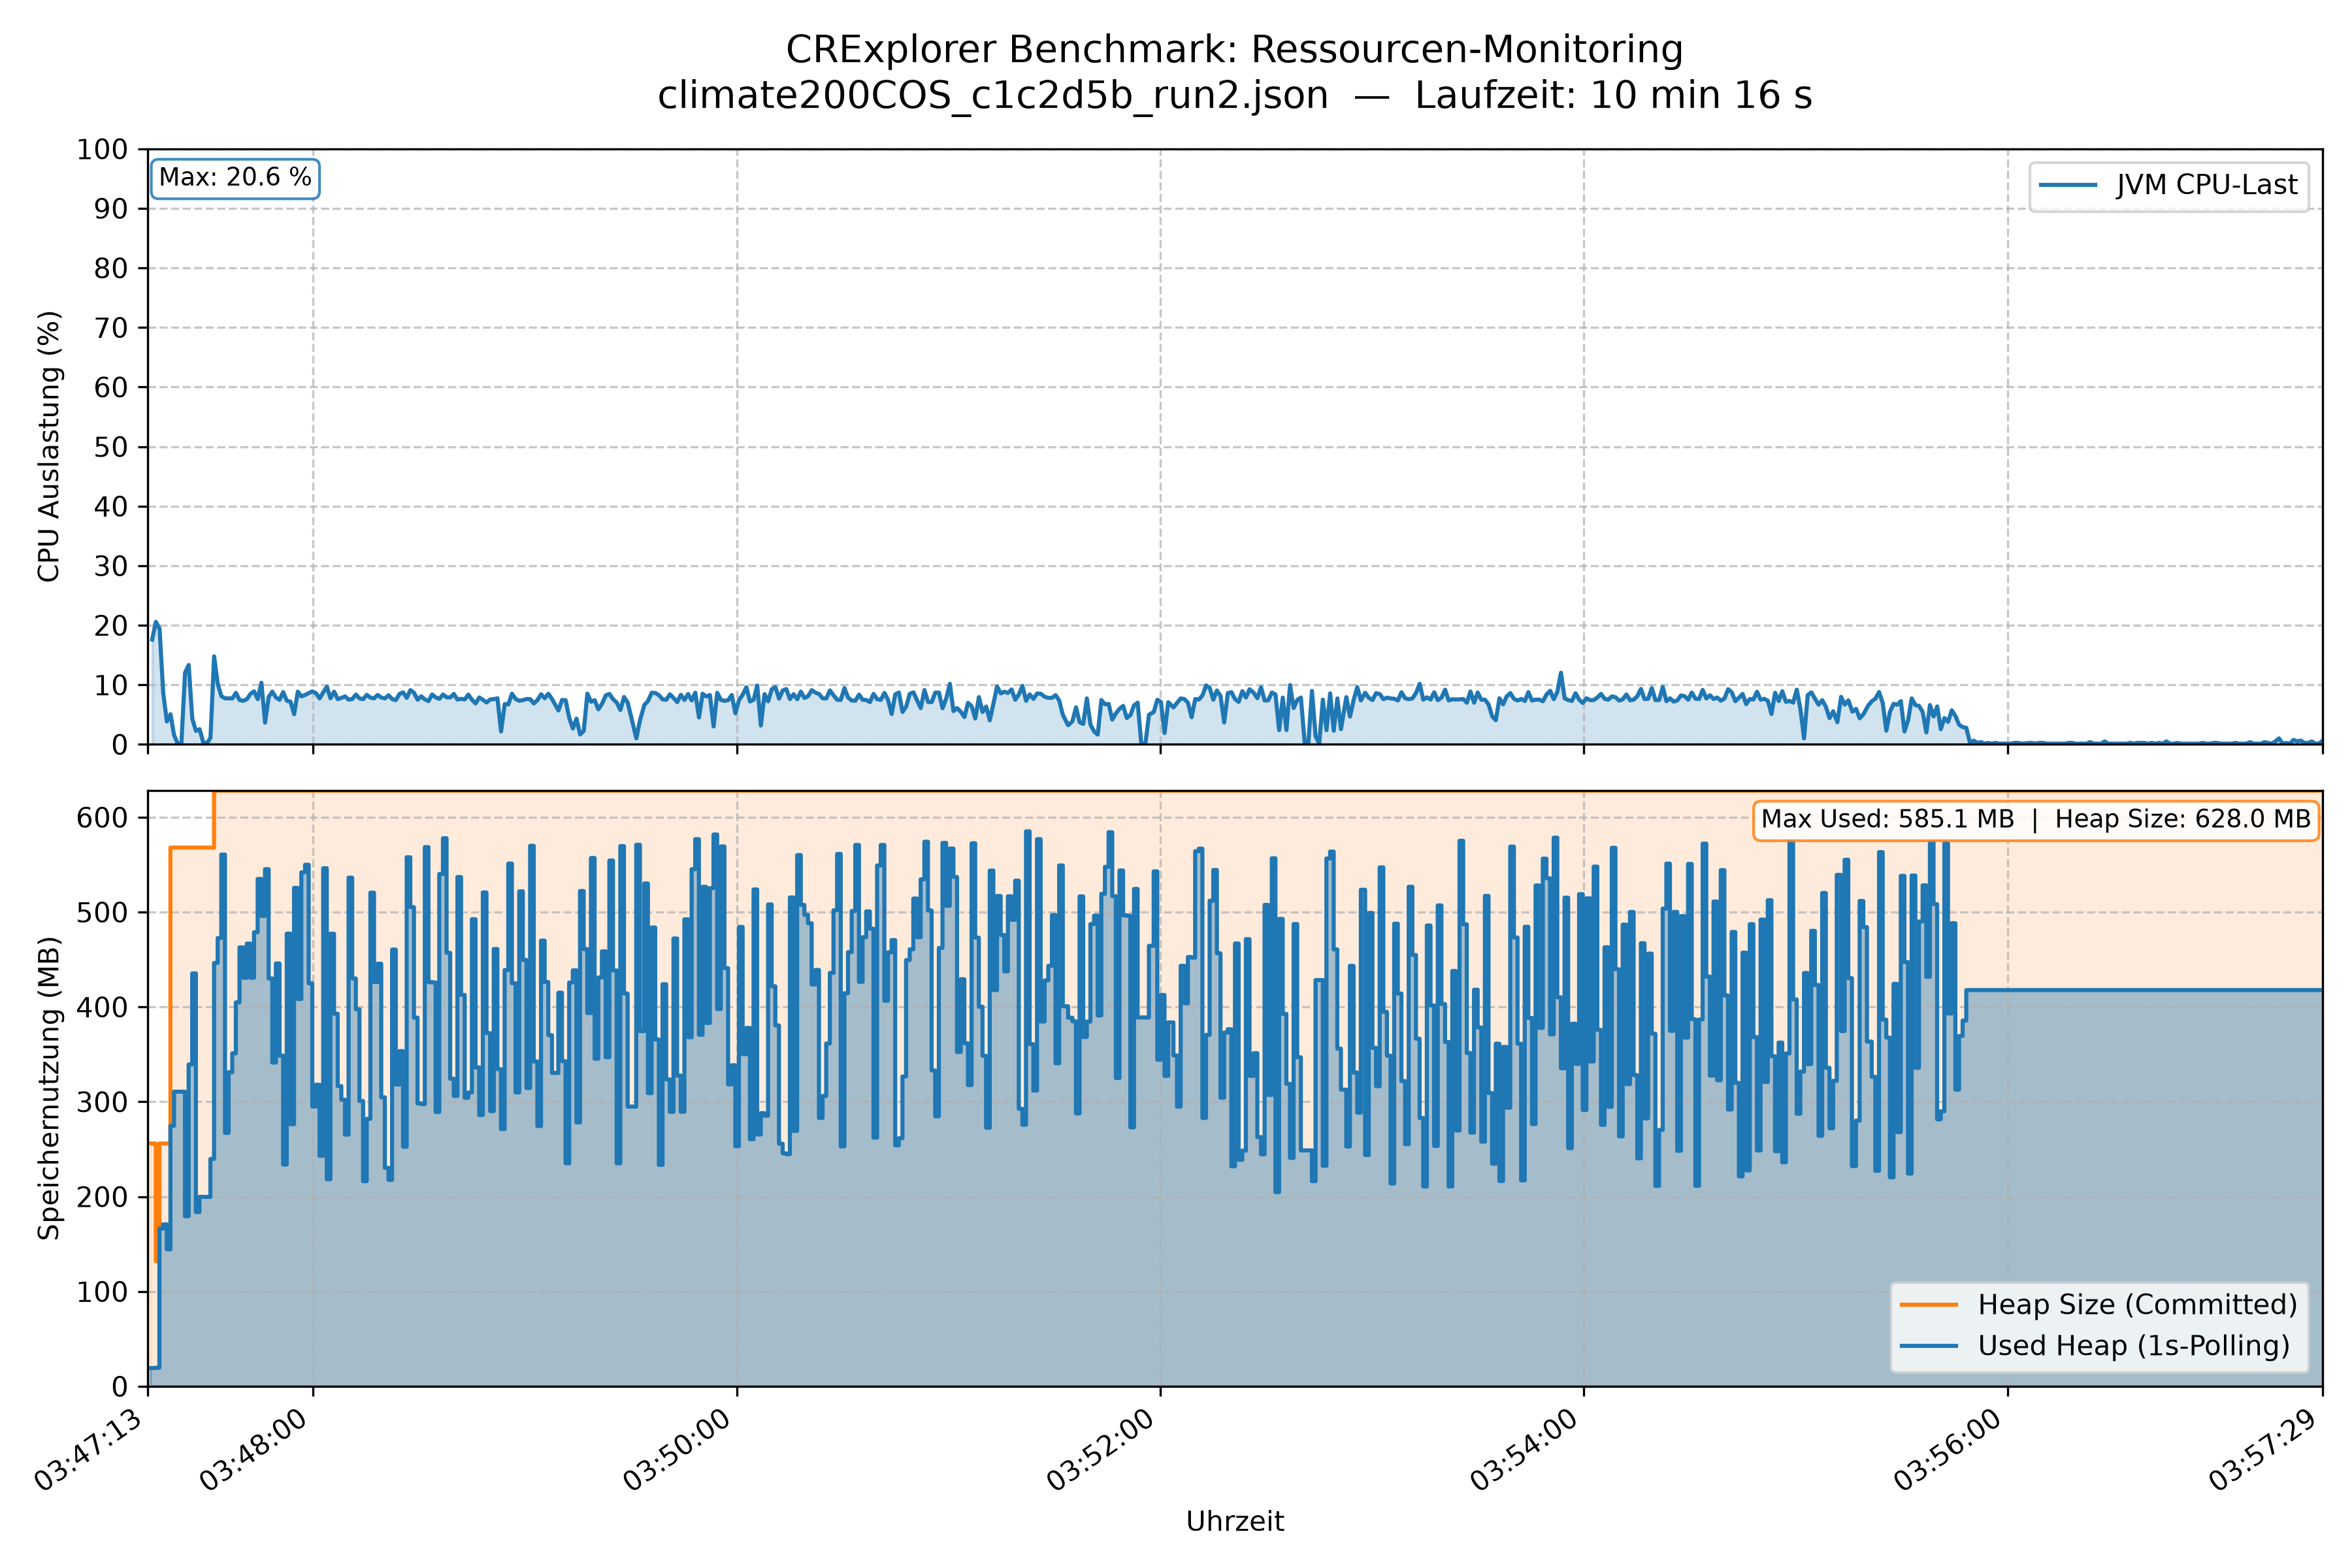 CRExplorer Benchmark: Ressourcen-Monitoring
climate200COS_c1c2d5b_run2.json — Laufzeit: 10 min 16 s
CPU Auslastung (%)
100
90
80
70
60
50
40
30
20
10
0
Max: 20.6 %
JVM CPU-Last
Speichernutzung (MB)
600
500
400
300
200
100
0
Max Used: 585.1 MB | Heap Size: 628.0 MB
Heap Size (Committed)
Used Heap (1s-Polling)
03:47:13
03:48:00
03:50:00
03:52:00
03:54:00
03:56:00
03:57:29
Uhrzeit